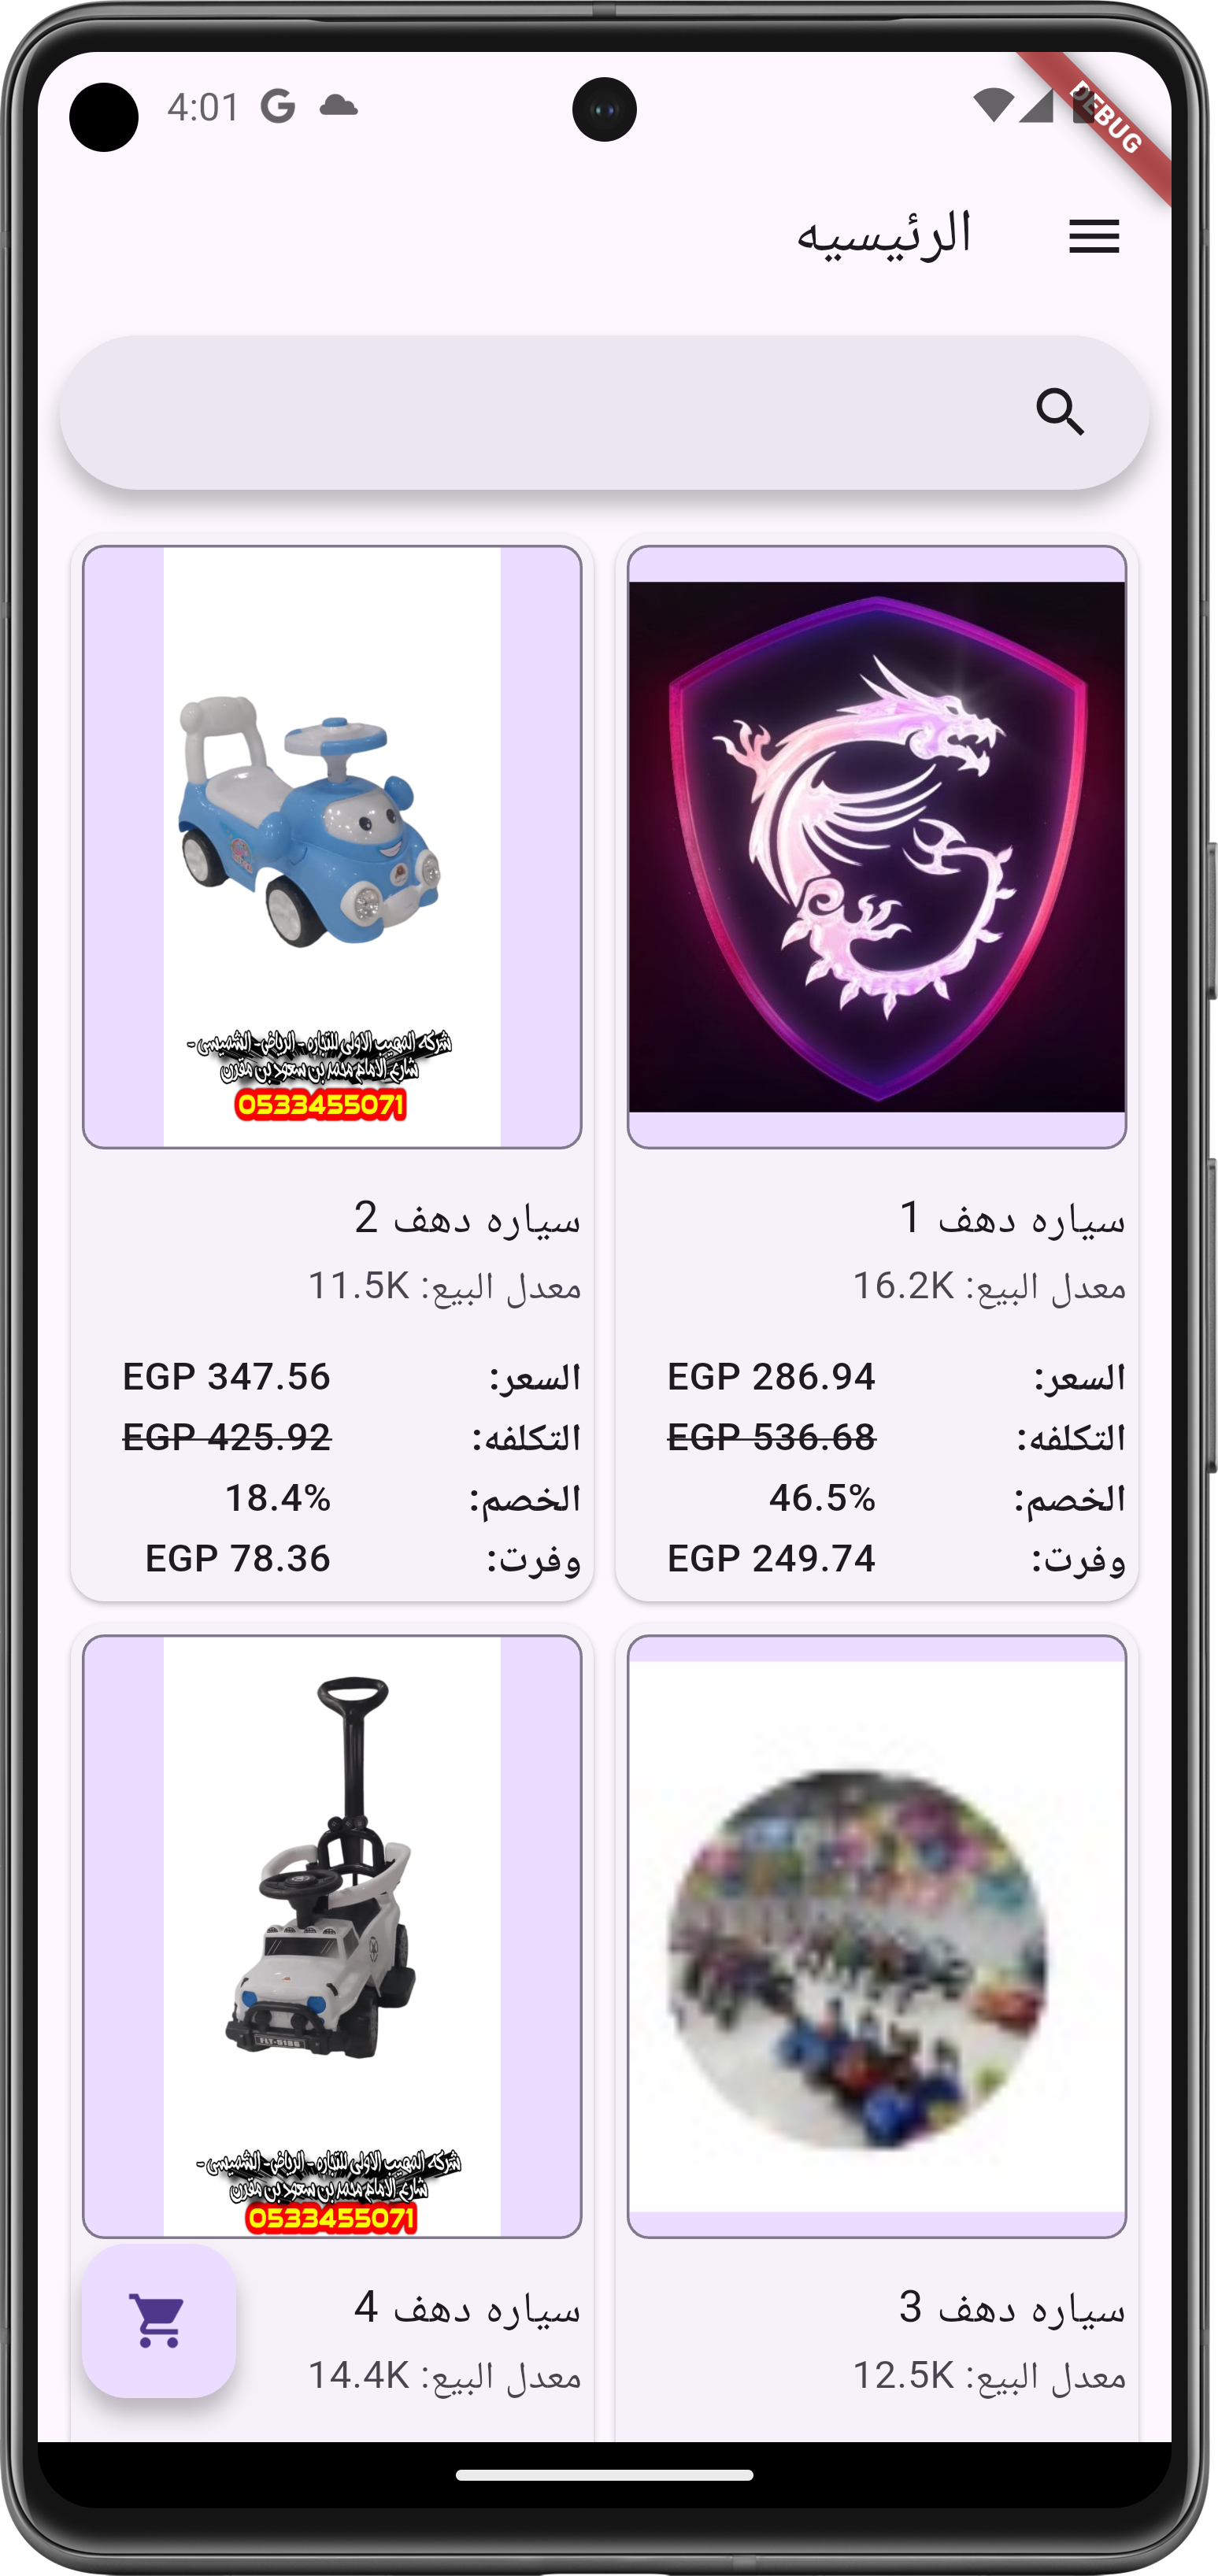 4:01
DEBUG
الرئيسيه
سياره دهف 1
معدل البيع: 16.2K
السعر: EGP 286.94
التكلفه: EGP 536.68
الخصم: 46.5%
وفرت: EGP 249.74
شركه المهيب الاولى للتجاره - الرياض - الشميسي -
شارع الامام محمد بن سعود بن مقرن
0533455071
سياره دهف 2
معدل البيع: 11.5K
السعر: EGP 347.56
التكلفه: EGP 425.92
الخصم: 18.4%
وفرت: EGP 78.36
سياره دهف 3
معدل البيع: 12.5K
شركه المهيب الاولى للتجاره - الرياض - الشميسي -
شارع الامام محمد بن سعود بن مقرن
0533455071
سياره دهف 4
معدل البيع: 14.4K